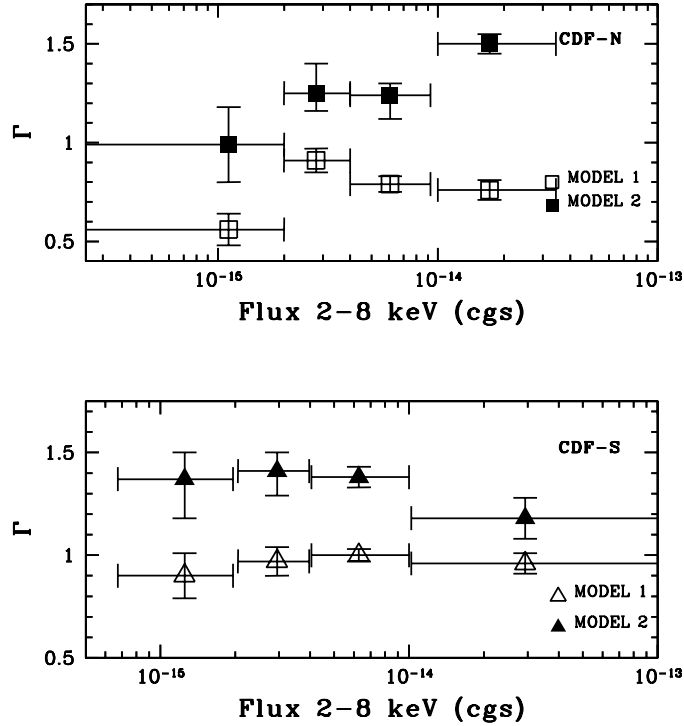 CDF-N
1.5
Γ
1
MODEL 1
MODEL 2
0.5
10⁻¹⁵
10⁻¹⁴
10⁻¹³
Flux 2-8 keV (cgs)
CDF-S
1.5
Γ
1
MODEL 1
MODEL 2
0.5
10⁻¹⁵
10⁻¹⁴
10⁻¹³
Flux 2-8 keV (cgs)